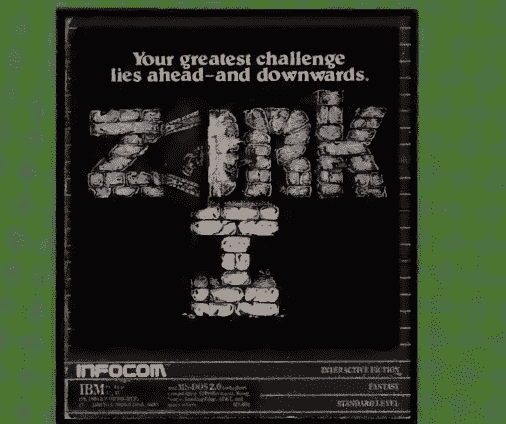 Your greatest challenge
lies ahead-and downwards.
ZORK
I
INFOCOM
INTERACTIVE FICTION
IBM
MS-DOS 2.0
FANTASY
STANDARD LEVEL